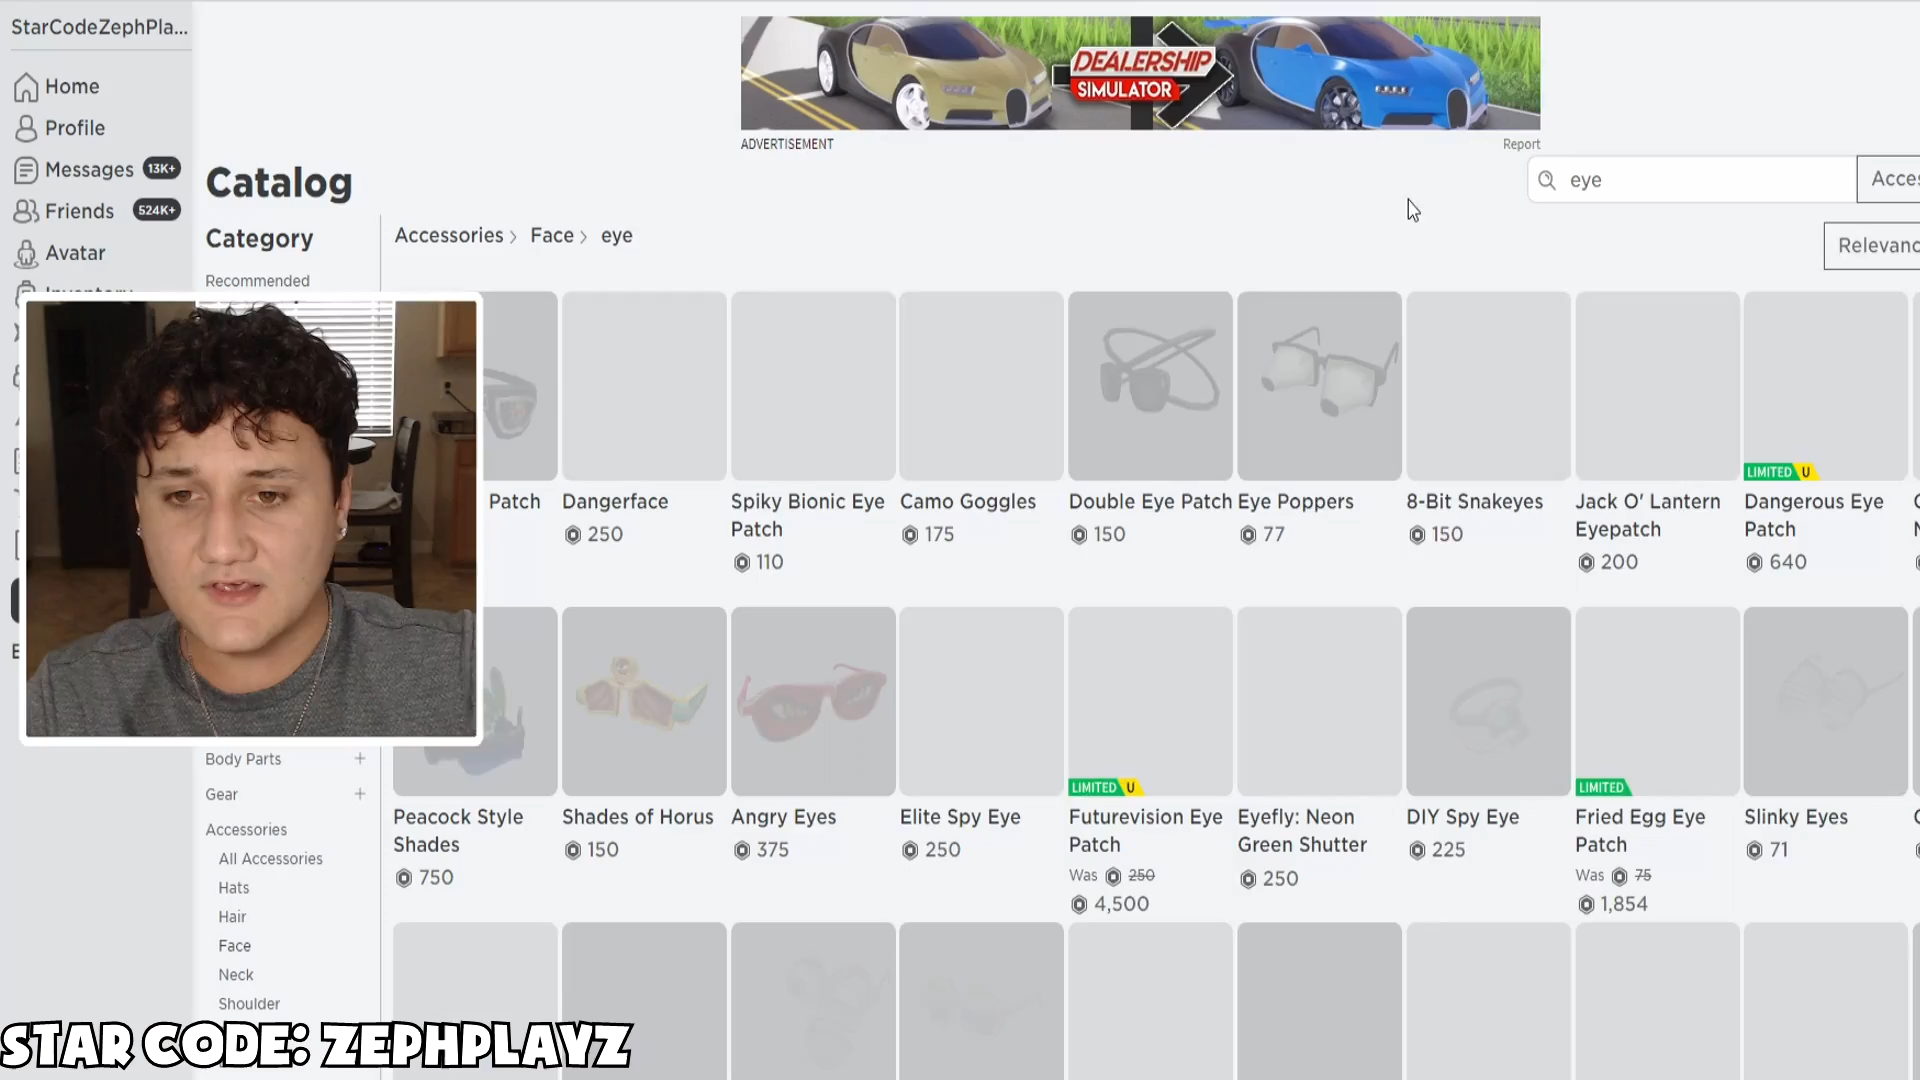 StarCodeZephPla...
Home
Profile
Messages 13K+
Friends 524K+
Avatar
DEALERSHIP
SIMULATOR
ADVERTISEMENT
Report
Catalog
eye
Category
Accessories > Face > eye
Recommended
Patch
Dangerface
250
Spiky Bionic Eye
Patch
110
Camo Goggles
175
Double Eye Patch
150
Eye Poppers
77
8-Bit Snakeyes
150
Jack O' Lantern
Eyepatch
200
LIMITED U
Dangerous Eye
Patch
640
Peacock Style
Shades
750
Shades of Horus
150
Angry Eyes
375
Elite Spy Eye
250
LIMITED U
Futurevision Eye
Patch
Was 250
4,500
Eyefly: Neon
Green Shutter
250
DIY Spy Eye
225
LIMITED
Fried Egg Eye
Patch
Was 75
1,854
Slinky Eyes
71
Body Parts +
Gear +
Accessories
All Accessories
Hats
Hair
Face
Neck
Shoulder
STAR CODE: ZEPHPLAYZ